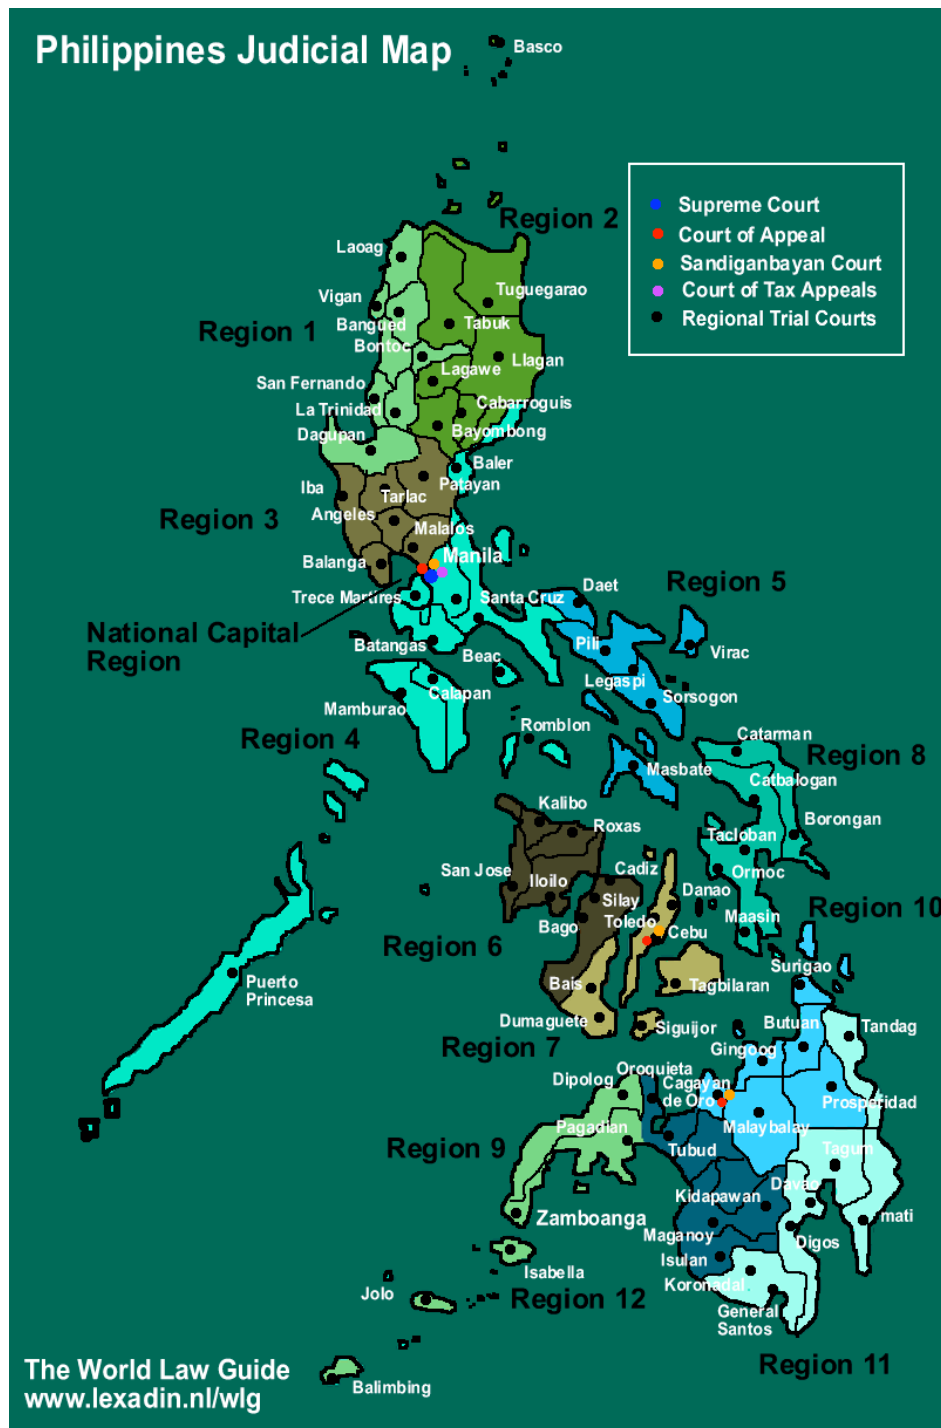 Philippines Judicial Map
Basco
Region 2
Supreme Court
Court of Appeal
Sandiganbayan Court
Court of Tax Appeals
Regional Trial Courts
Laoag
Tuguegarao
Vigan
Bangued
Tabuk
Region 1
Bontoc
Llagan
Lagawe
San Fernando
La Trinidad
Cabarroguis
Dagupan
Bayombong
Baler
Iba
Tarlac
Patayan
Angeles
Region 3
Malalos
Balanga
Manila
Trece Martires
Santa Cruz
Daet
Region 5
National Capital
Region
Batangas
Pili
Virac
Beac
Legaspi
Calapan
Sorsogon
Mamburao
Romblon
Region 4
Catarman
Region 8
Masbate
Catbalogan
Kalibo
Roxas
Borongan
Tacloban
San Jose
Iloilo
Cadiz
Ormoc
Silay
Danao
Region 10
Bago
Toledo
Cebu
Maasin
Region 6
Surigao
Puerto
Princesa
Bais
Tagbilaran
Dumaguete
Siguijor
Butuan
Tandag
Region 7
Gingoog
Oroquieta
Dipolog
Cagayan
de Oro
Prosperidad
Malaybalay
Pagadian
Region 9
Tubud
Tagum
Davao
Kidapawan
Zamboanga
mati
Maganoy
Digos
Isulan
Isabella
Koronadal
Jolo
Region 12
General
Santos
Region 11
The World Law Guide
www.lexadin.nl/wlg
Balimbing